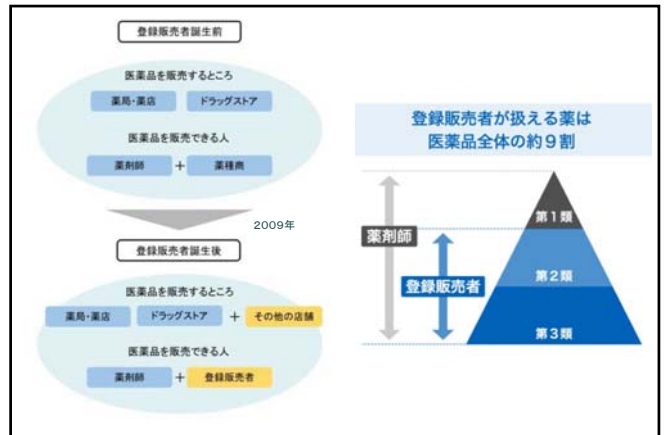 登録販売者誕生前
医薬品を販売するところ
薬局・薬店 ドラッグストア
医薬品を販売できる人
薬剤師 + 薬種商
2009年
登録販売者誕生後
医薬品を販売するところ
薬局・薬店 ドラッグストア + その他の店舗
医薬品を販売できる人
薬剤師 + 登録販売者
登録販売者が扱える薬は
医薬品全体の約9割
第1類
薬剤師
第2類
登録販売者
第3類